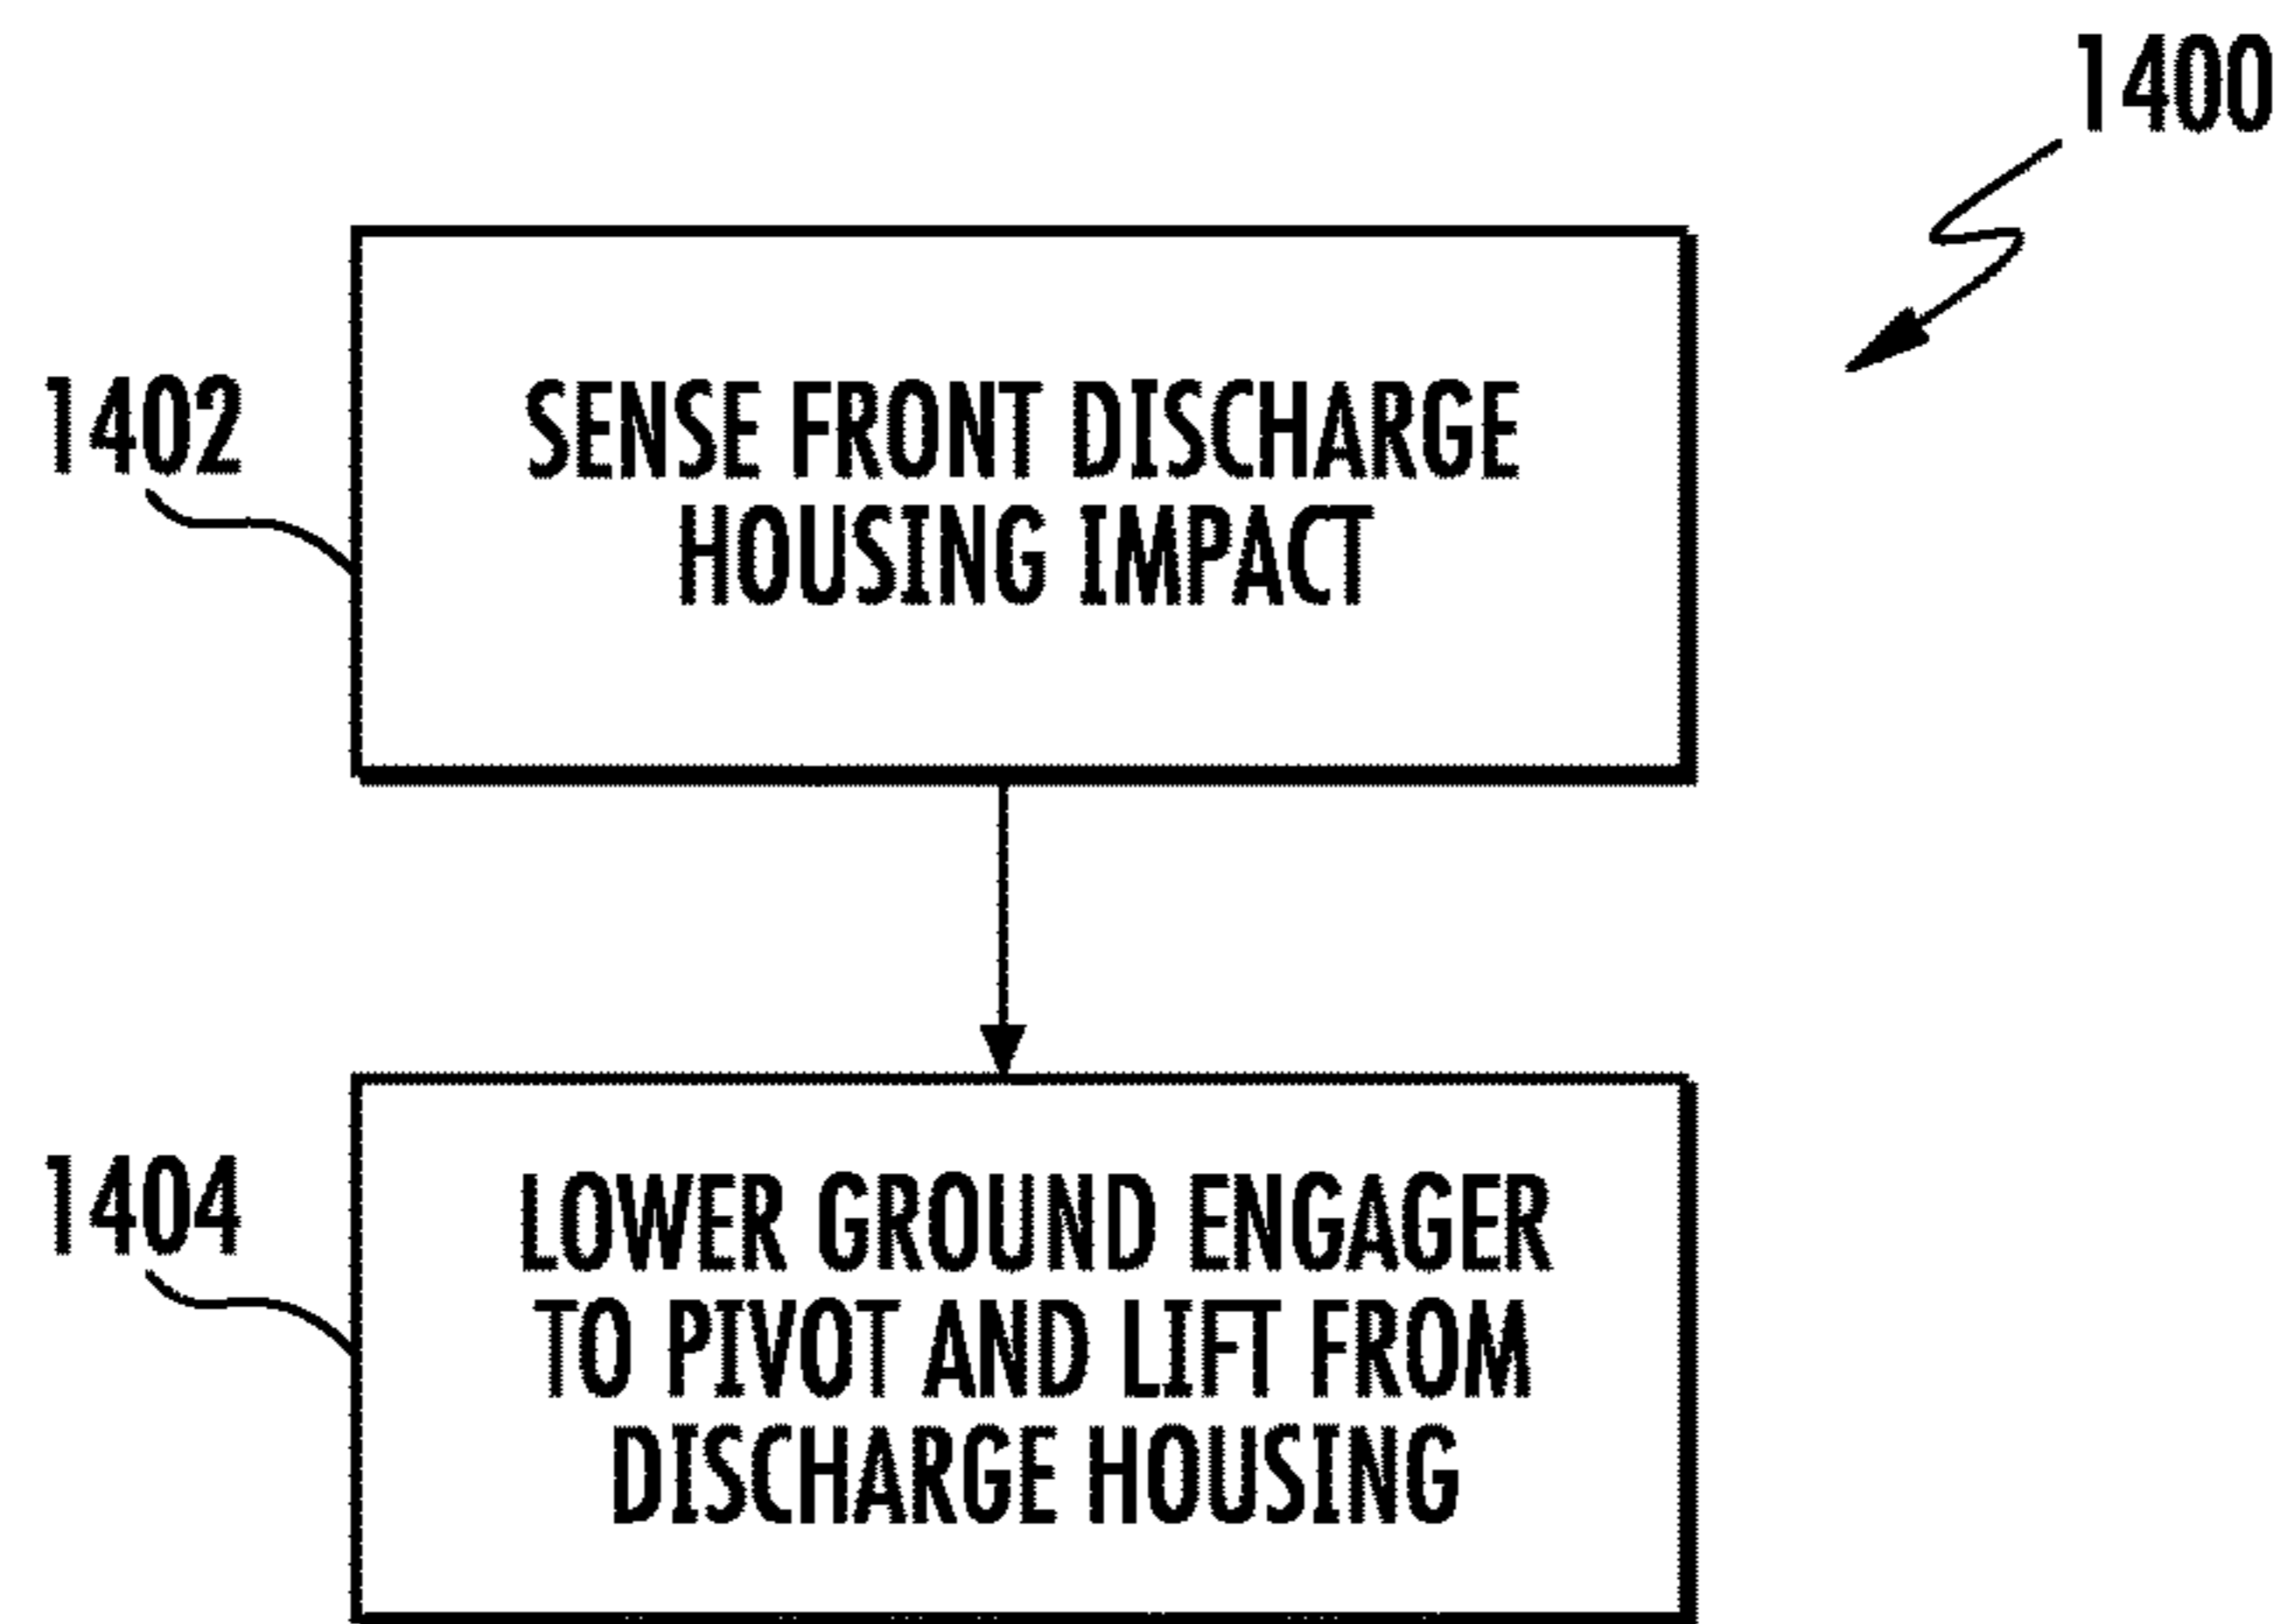 1400
1402
SENSE FRONT DISCHARGE
HOUSING IMPACT
1404
LOWER GROUND ENGAGER
TO PIVOT AND LIFT FROM
DISCHARGE HOUSING